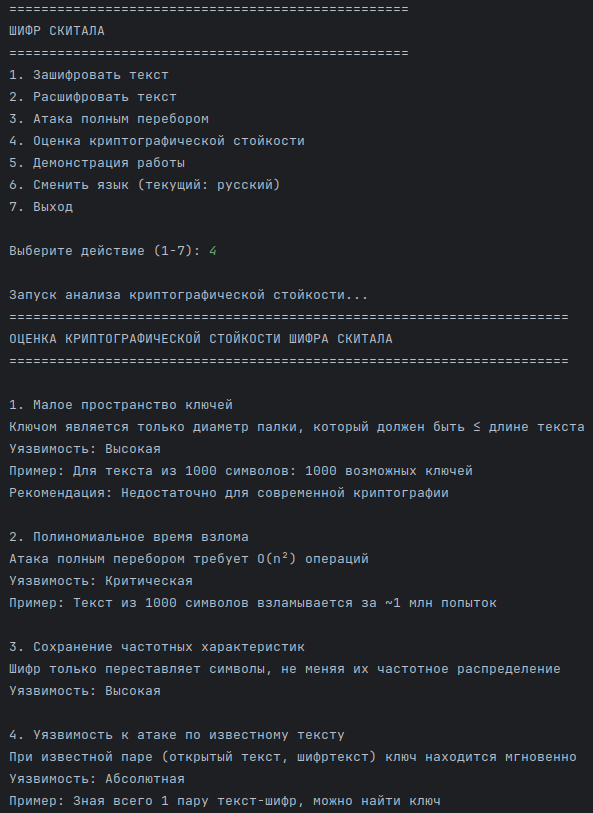 ==================================================
ШИФР СКИТАЛА
==================================================
1. Зашифровать текст
2. Расшифровать текст
3. Атака полным перебором
4. Оценка криптографической стойкости
5. Демонстрация работы
6. Сменить язык (текущий: русский)
7. Выход
Выберите действие (1-7): 4
Запуск анализа криптографической стойкости...
======================================================================
ОЦЕНКА КРИПТОГРАФИЧЕСКОЙ СТОЙКОСТИ ШИФРА СКИТАЛА
======================================================================
1. Малое пространство ключей
Ключом является только диаметр палки, который должен быть ≤ длине текста
Уязвимость: Высокая
Пример: Для текста из 1000 символов: 1000 возможных ключей
Рекомендация: Недостаточно для современной криптографии
2. Полиномиальное время взлома
Атака полным перебором требует O(n²) операций
Уязвимость: Критическая
Пример: Текст из 1000 символов взламывается за ~1 млн попыток
3. Сохранение частотных характеристик
Шифр только переставляет символы, не меняя их частотное распределение
Уязвимость: Высокая
4. Уязвимость к атаке по известному тексту
При известной паре (открытый текст, шифртекст) ключ находится мгновенно
Уязвимость: Абсолютная
Пример: Зная всего 1 пару текст-шифр, можно найти ключ